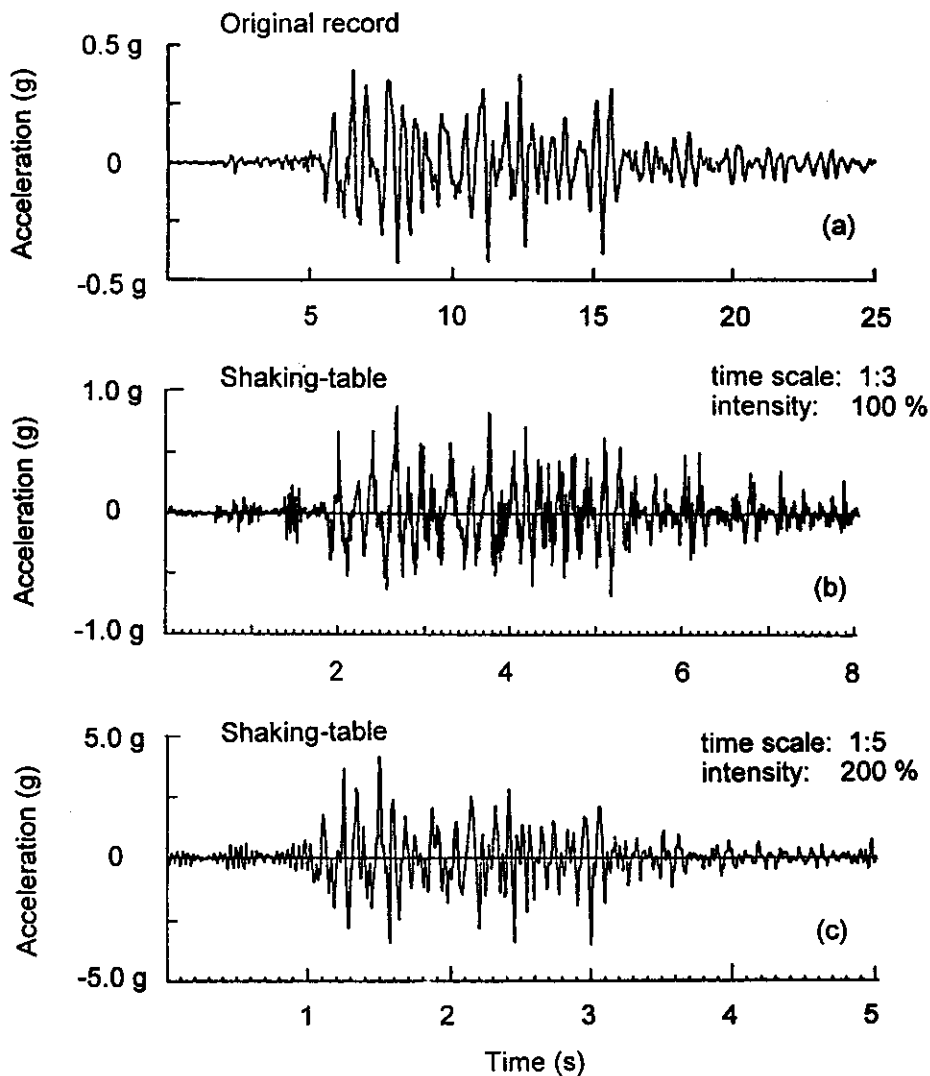 Original record
0.5 g
0
-0.5 g
Acceleration (g)
(a)
5 10 15 20 25
Shaking-table
time scale: 1:3
intensity: 100 %
1.0 g
0
-1.0 g
Acceleration (g)
(b)
2 4 6 8
Shaking-table
time scale: 1:5
intensity: 200 %
5.0 g
0
-5.0 g
Acceleration (g)
(c)
1 2 3 4 5
Time (s)